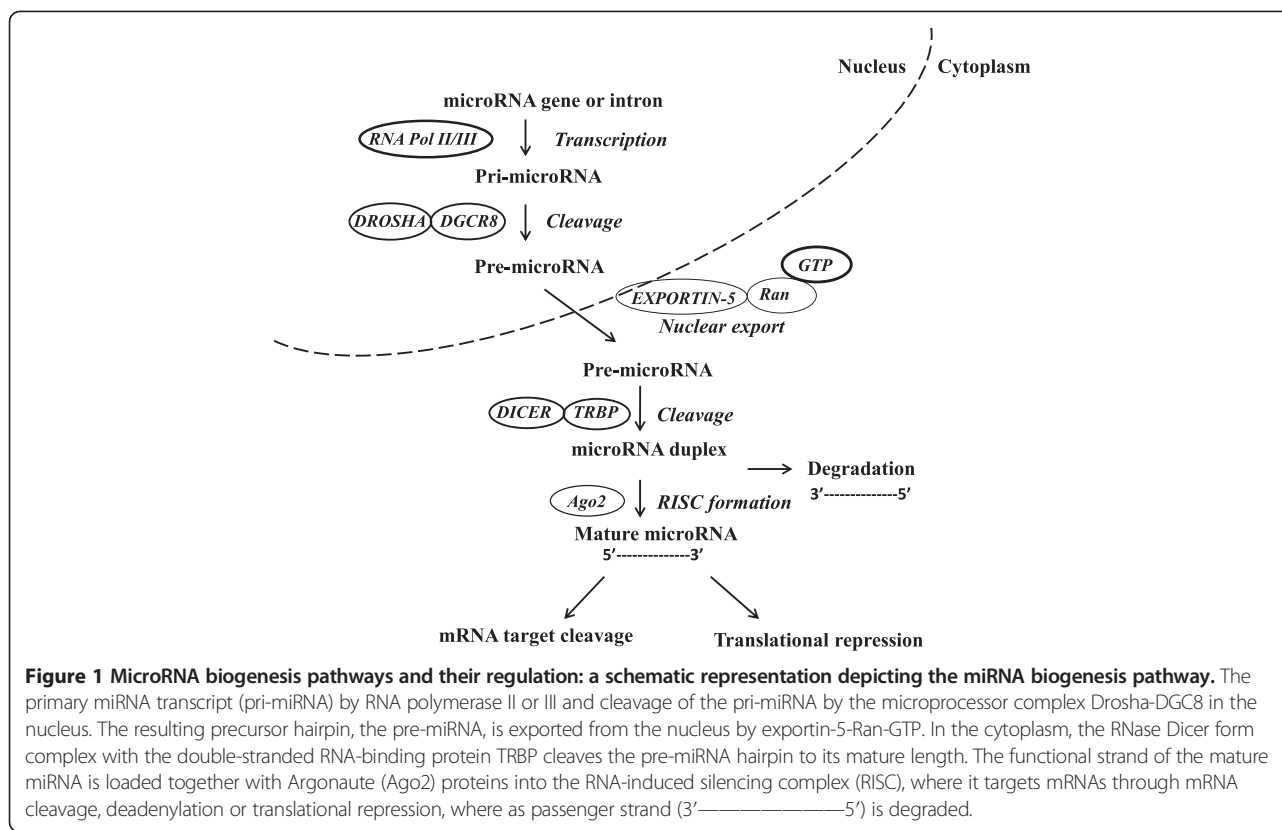 Nucleus Cytoplasm
microRNA gene or intron
RNA Pol II/III Transcription
Pri-microRNA
DROSHA DGCR8 Cleavage
Pre-microRNA
GTP
EXPORTIN-5 Ran
Nuclear export
Pre-microRNA
DICER TRBP Cleavage
microRNA duplex
Degradation
3’--------------5’
Ago2 RISC formation
Mature microRNA
5’--------------3’
mRNA target cleavage Translational repression
Figure 1 MicroRNA biogenesis pathways and their regulation: a schematic representation depicting the miRNA biogenesis pathway. The
primary miRNA transcript (pri-miRNA) by RNA polymerase II or III and cleavage of the pri-miRNA by the microprocessor complex Drosha-DGC8 in the
nucleus. The resulting precursor hairpin, the pre-miRNA, is exported from the nucleus by exportin-5-Ran-GTP. In the cytoplasm, the RNase Dicer form
complex with the double-stranded RNA-binding protein TRBP cleaves the pre-miRNA hairpin to its mature length. The functional strand of the mature
miRNA is loaded together with Argonaute (Ago2) proteins into the RNA-induced silencing complex (RISC), where it targets mRNAs through mRNA
cleavage, deadenylation or translational repression, where as passenger strand (3’———————5’) is degraded.